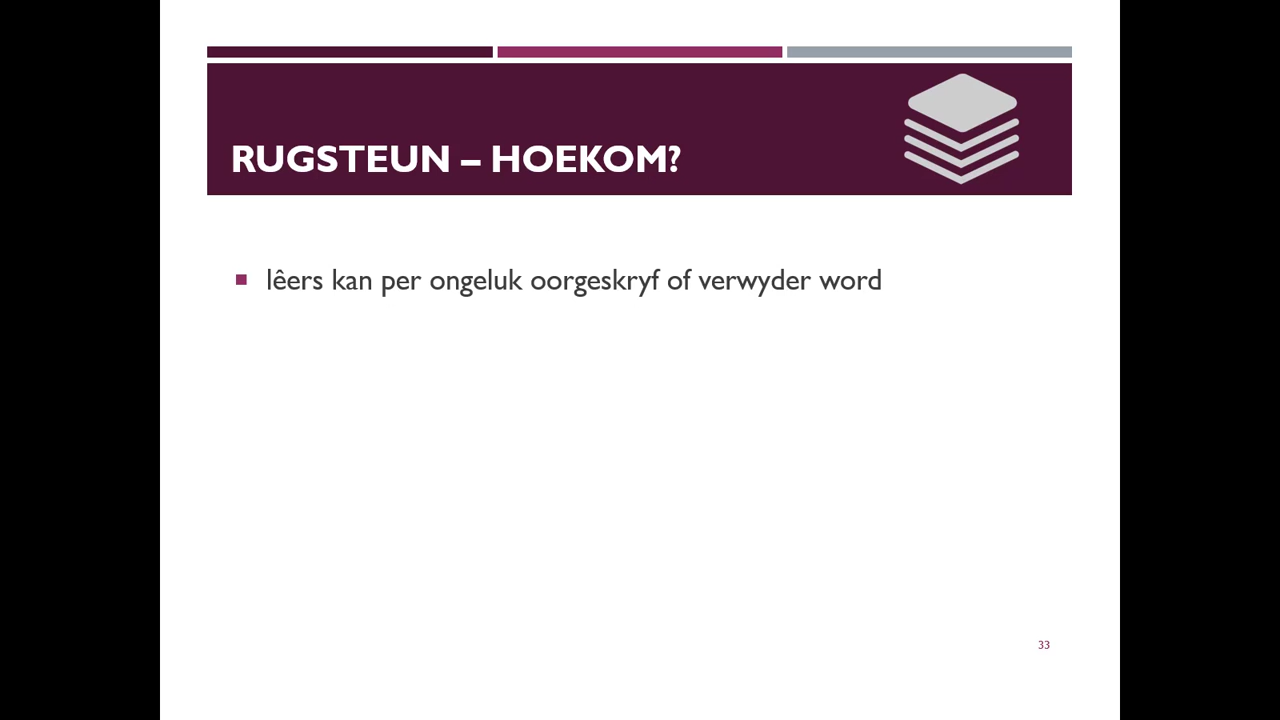 RUGSTEUN – HOEKOM?
lêers kan per ongeluk oorgeskryf of verwyder word
33